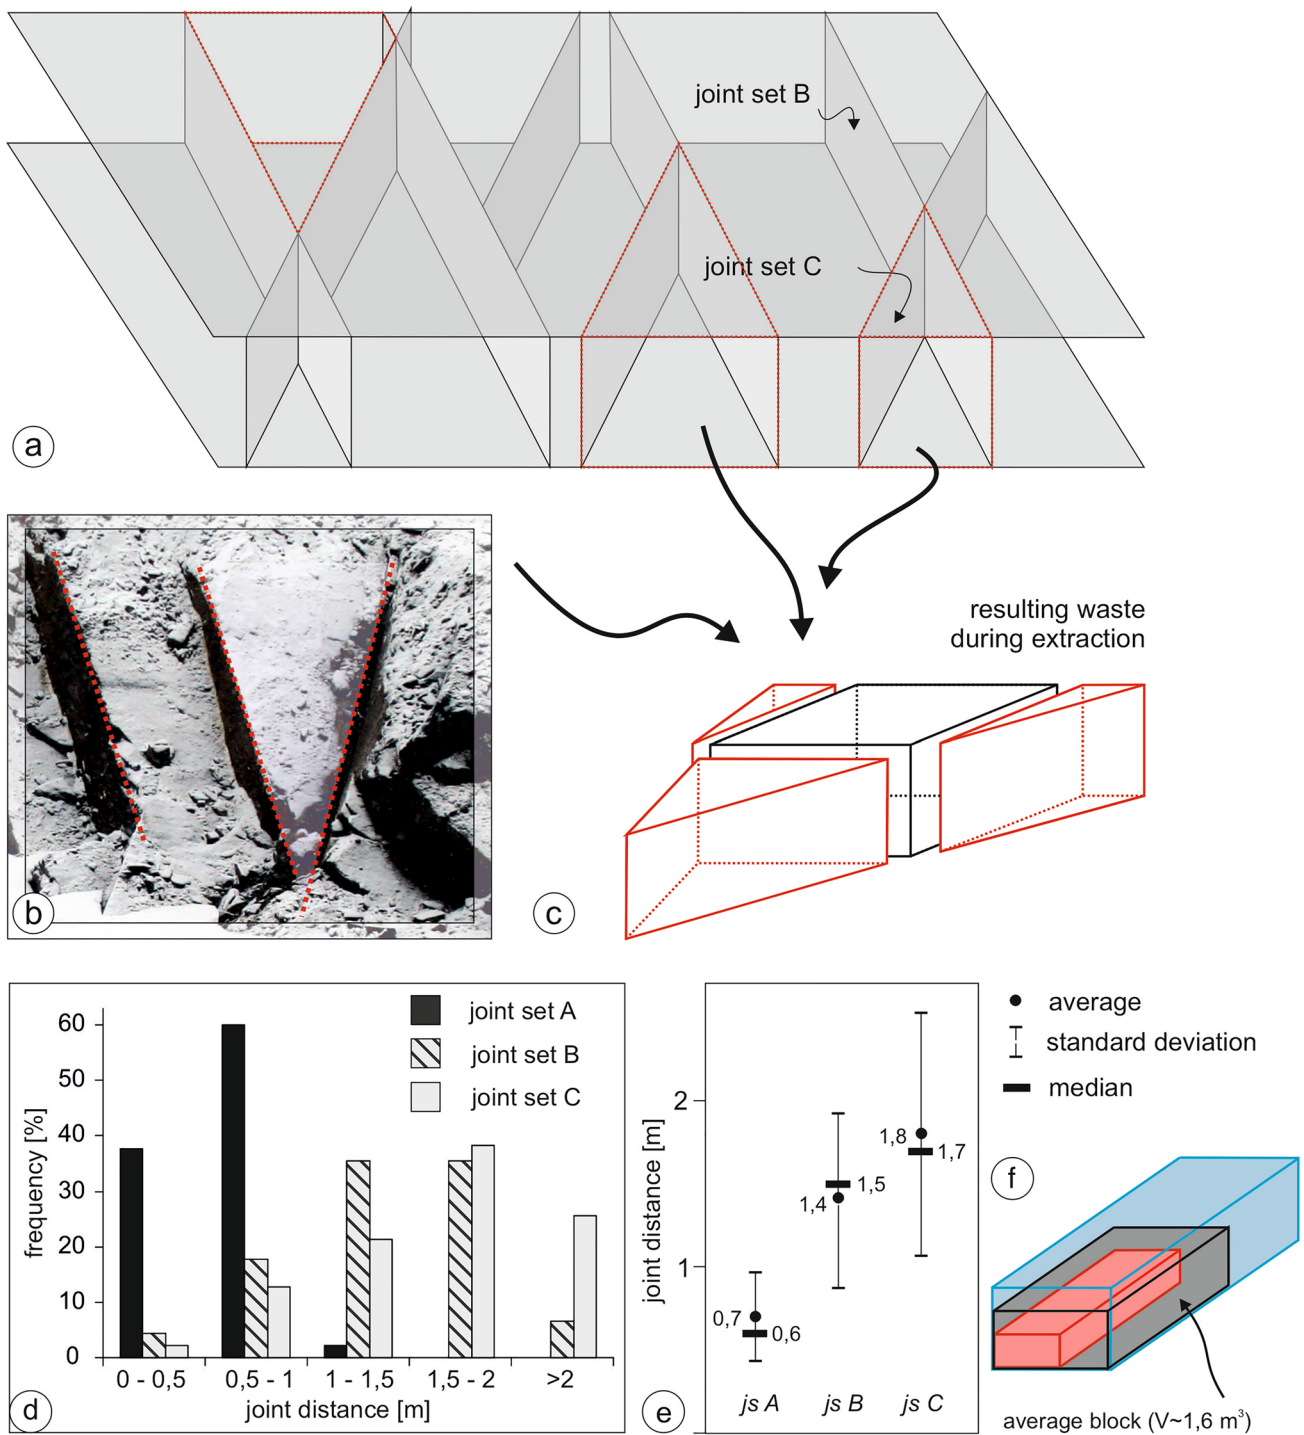 joint set B
joint set C
a
b
resulting waste
during extraction
c
60
50
40
30
20
10
0
frequency [%]
joint set A
joint set B
joint set C
0 - 0,5
0,5 - 1
1 - 1,5
1,5 - 2
>2
joint distance [m]
d
joint distance [m]
2
1
0,7
0,6
1,4
1,5
1,8
1,7
js A
js B
js C
e
average
standard deviation
median
f
average block (V~1,6 m³)